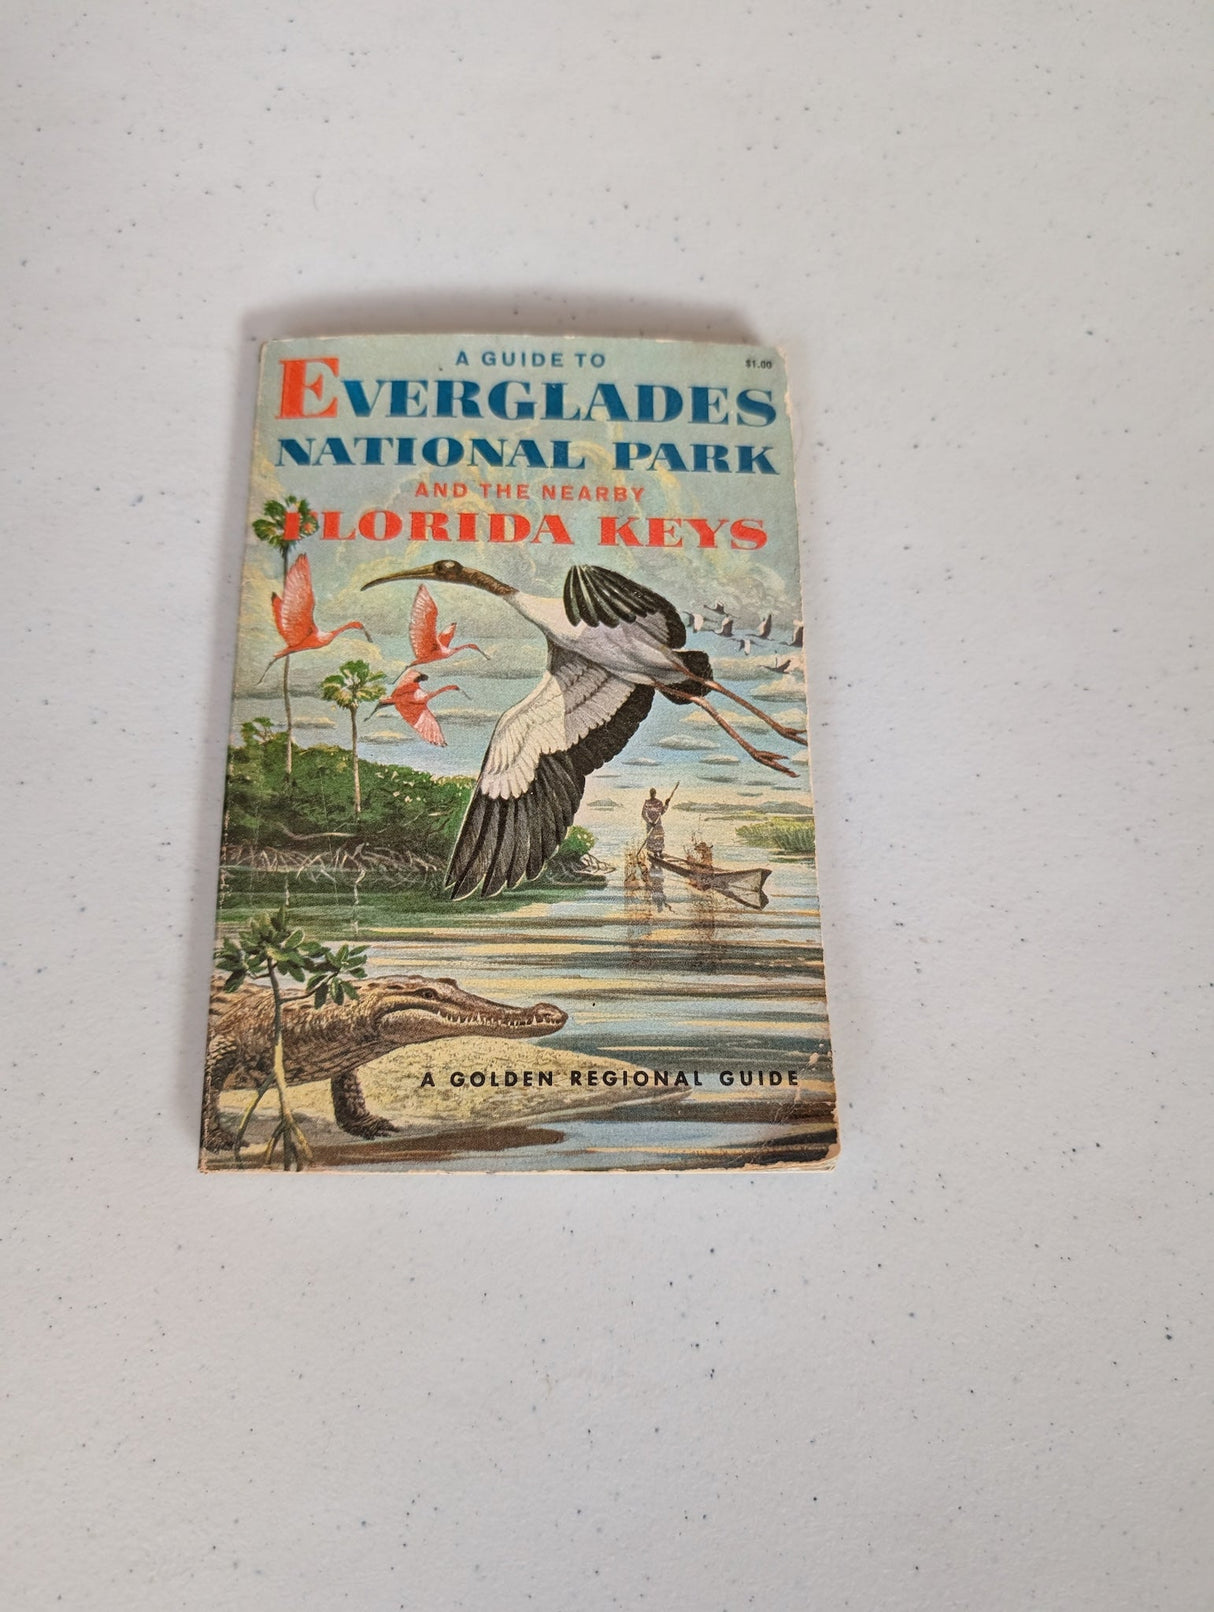 A GUIDE TO
$1.00
EVERGLADES
NATIONAL PARK
AND THE NEARBY
FLORIDA KEYS
A GOLDEN REGIONAL GUIDE